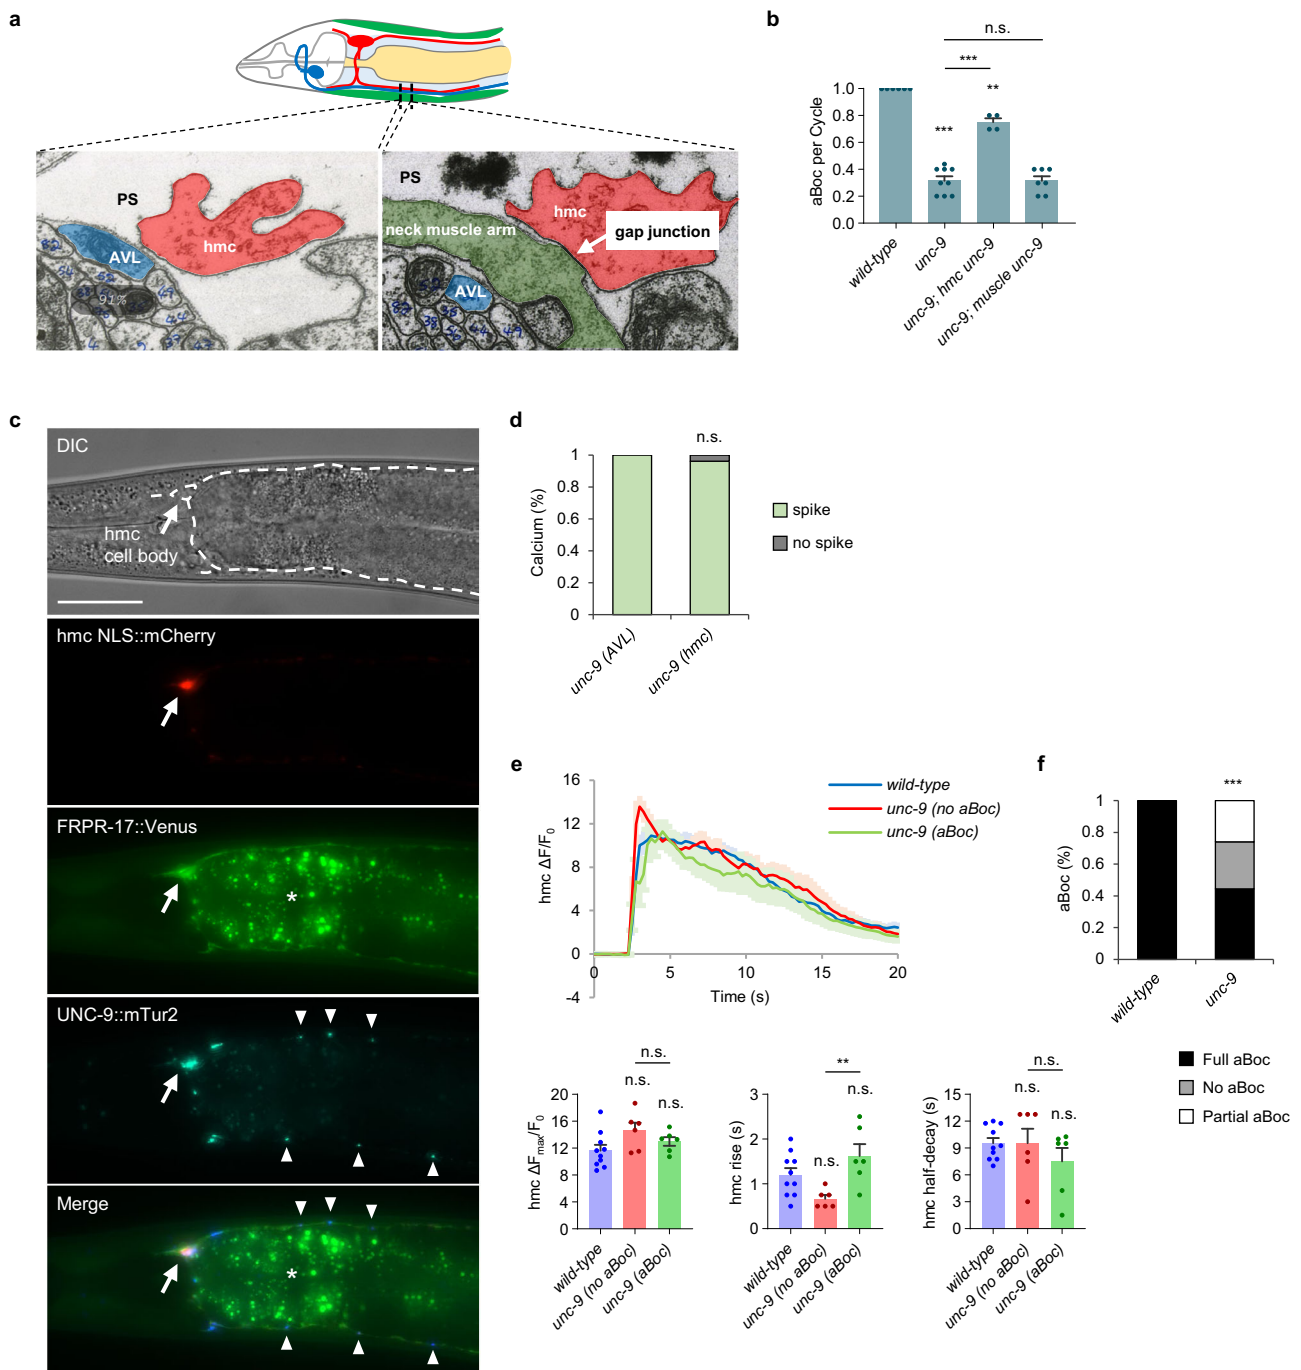 a
PS
hmc
AVL
91%
PS
hmc
neck muscle arm
gap junction
AVL
b
n.s.
***
**
***
aBoc per Cycle
1.0
0.8
0.6
0.4
0.2
0.0
wild-type
unc-9
unc-9; hmc unc-9
unc-9; muscle unc-9
c
DIC
hmc
cell body
hmc NLS::mCherry
FRPR-17::Venus
*
UNC-9::mTur2
Merge
*
d
n.s.
Calcium (%)
1
0.8
0.6
0.4
0.2
0
spike
no spike
unc-9 (AVL)
unc-9 (hmc)
e
hmc ΔF/F0
16
12
8
4
0
-4
0
5
10
15
20
Time (s)
wild-type
unc-9 (no aBoc)
unc-9 (aBoc)
n.s.
n.s.
n.s.
hmc ΔFmax/F0
20
16
12
8
4
0
wild-type
unc-9 (no aBoc)
unc-9 (aBoc)
**
n.s.
n.s.
hmc rise (s)
3
2
1
0
wild-type
unc-9 (no aBoc)
unc-9 (aBoc)
n.s.
n.s.
n.s.
hmc half-decay (s)
15
12
9
6
3
0
wild-type
unc-9 (no aBoc)
unc-9 (aBoc)
f
***
aBoc (%)
1
0.8
0.6
0.4
0.2
0
wild-type
unc-9
Full aBoc
No aBoc
Partial aBoc